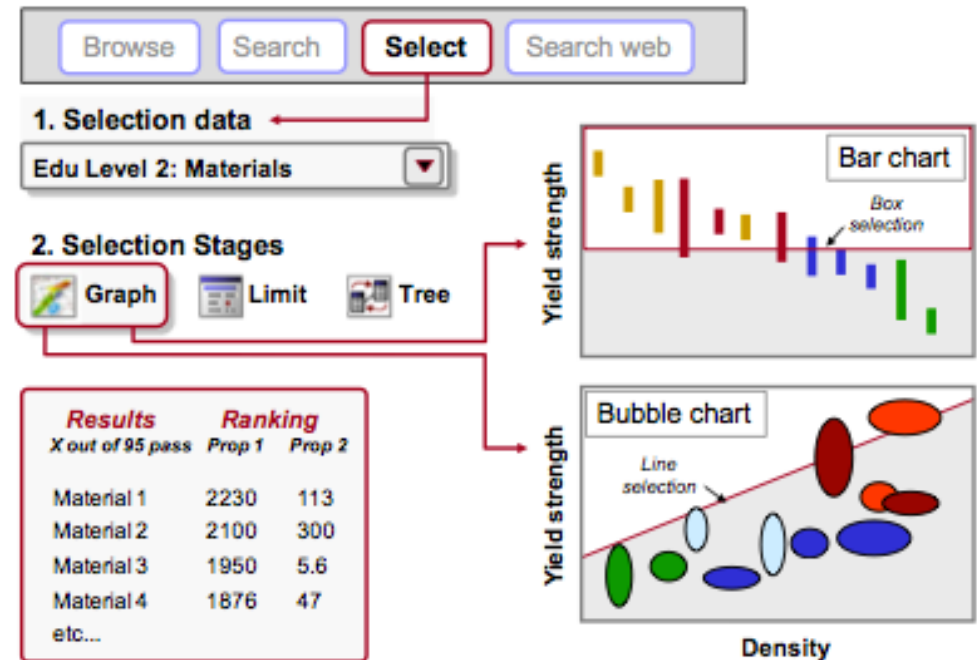 Browse Search Select Search web
1. Selection data
Edu Level 2: Materials
2. Selection Stages
Graph Limit Tree
Results Ranking
X out of 95 pass Prop 1 Prop 2
Material 1 2230 113
Material 2 2100 300
Material 3 1950 5.6
Material 4 1876 47
etc...
Yield strength
Bar chart
Box
selection
Yield strength
Bubble chart
Line
selection
Density